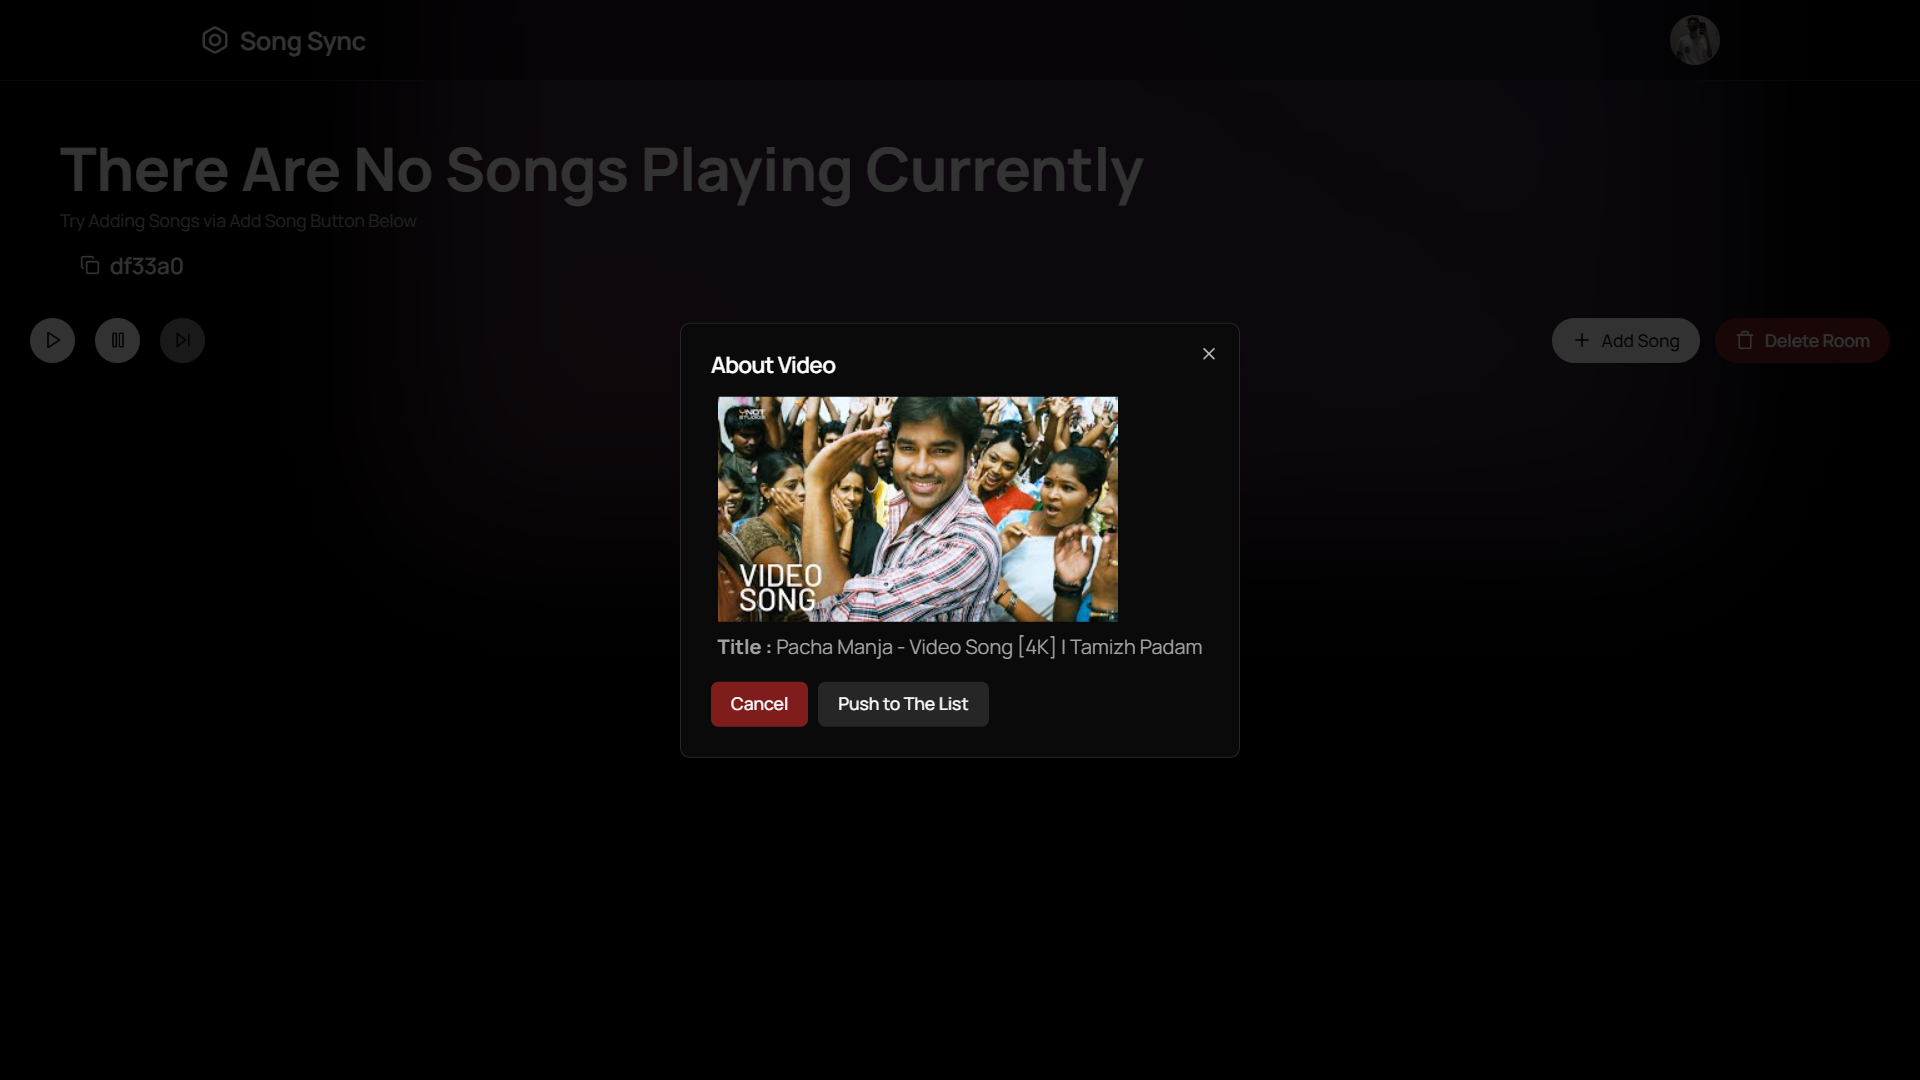 Song Sync
There Are No Songs Playing Currently
Try Adding Songs via Add Song Button Below
df33a0
Add Song
Delete Room
About Video
YNOT
STUDIOS
VIDEO
SONG
Title : Pacha Manja - Video Song [4K] | Tamizh Padam
Cancel
Push to The List